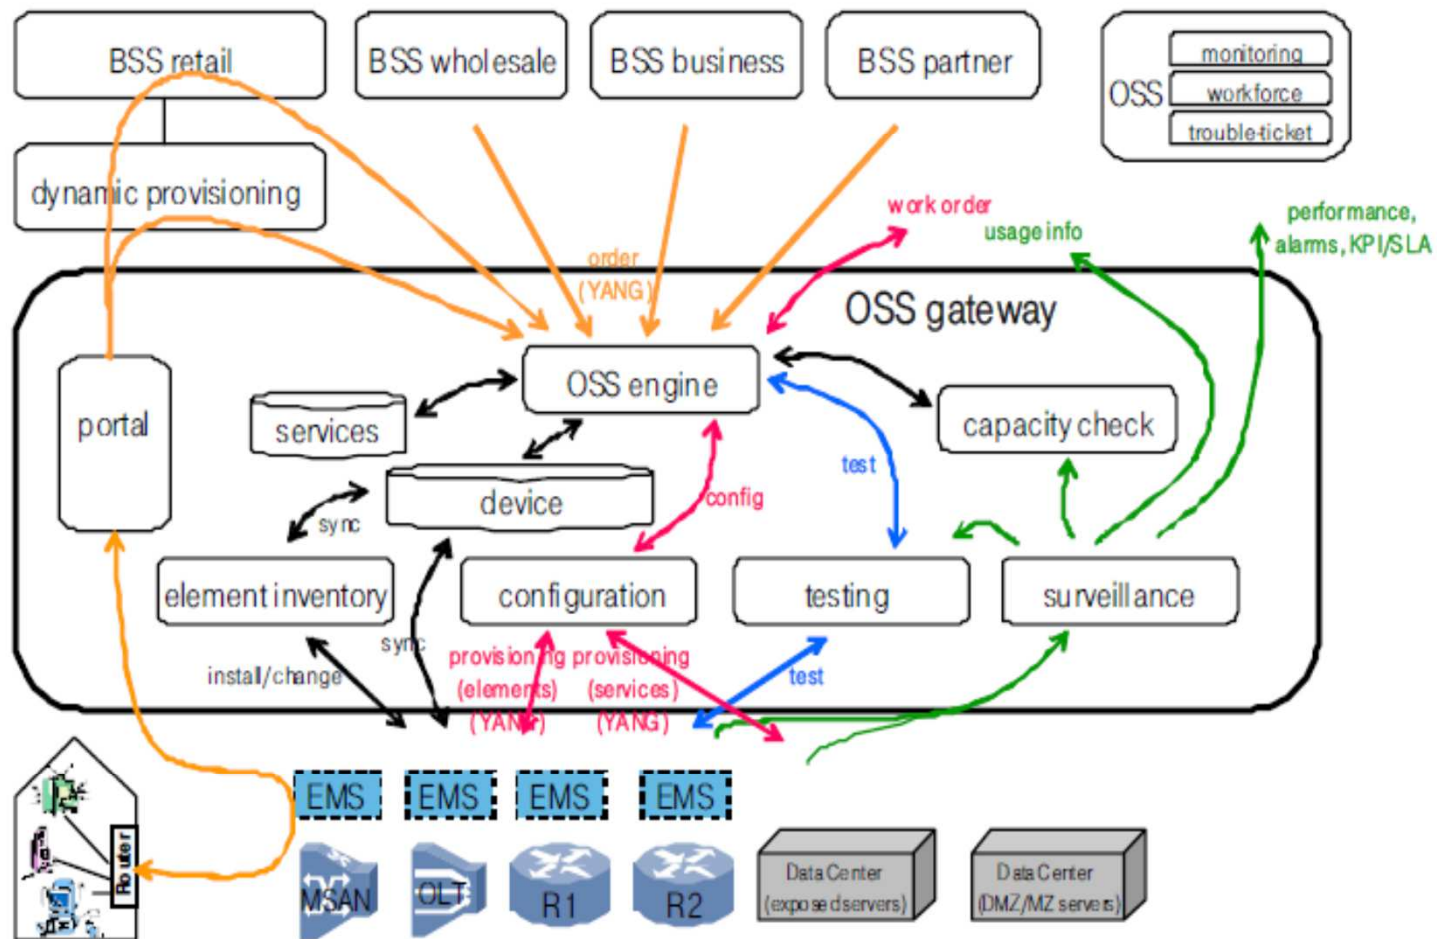 BSS retail
BSS wholesale
BSS business
BSS partner
OSS
monitoring
workforce
trouble-ticket
dynamic provisioning
work order
usage info
performance,
alarms, KPI/SLA
order
(YANG)
OSS gateway
OSS engine
portal
services
capacity check
test
device
config
sync
element inventory
configuration
testing
surveillance
sync
install/change
provisioning
(elements)
(YANG)
provisioning
(services)
(YANG)
test
EMS
EMS
EMS
EMS
Router
MSAN
OLT
R1
R2
Data Center
(exposed servers)
Data Center
(DMZ/MZ servers)